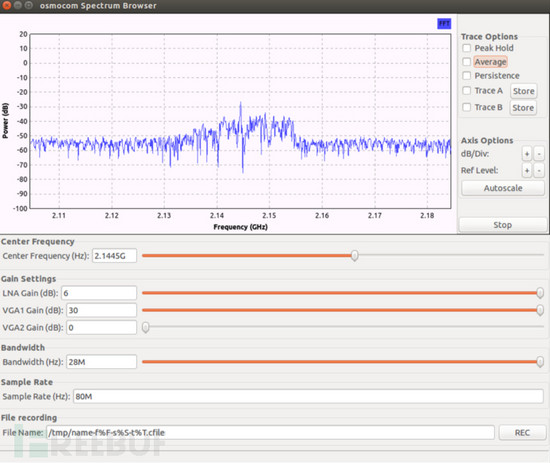 osmocom Spectrum Browser
FFT
20
10
0
-10
-20
-30
-40
-50
-60
-70
-80
-90
-100
Power (dB)
2.11
2.12
2.13
2.14
2.15
2.16
2.17
2.18
Frequency (GHz)
Trace Options
Peak Hold
Average
Persistence
Trace A Store
Trace B Store
Axis Options
dB/Div: + -
Ref Level: + -
Autoscale
Stop
Center Frequency
Center Frequency (Hz): 2.1445G
Gain Settings
LNA Gain (dB): 6
VGA1 Gain (dB): 30
VGA2 Gain (dB): 0
Bandwidth
Bandwidth (Hz): 28M
Sample Rate
Sample Rate (Hz): 80M
File recording
File Name: /tmp/name-f%F-s%S-t%T.cfile
REC
FREEBUF